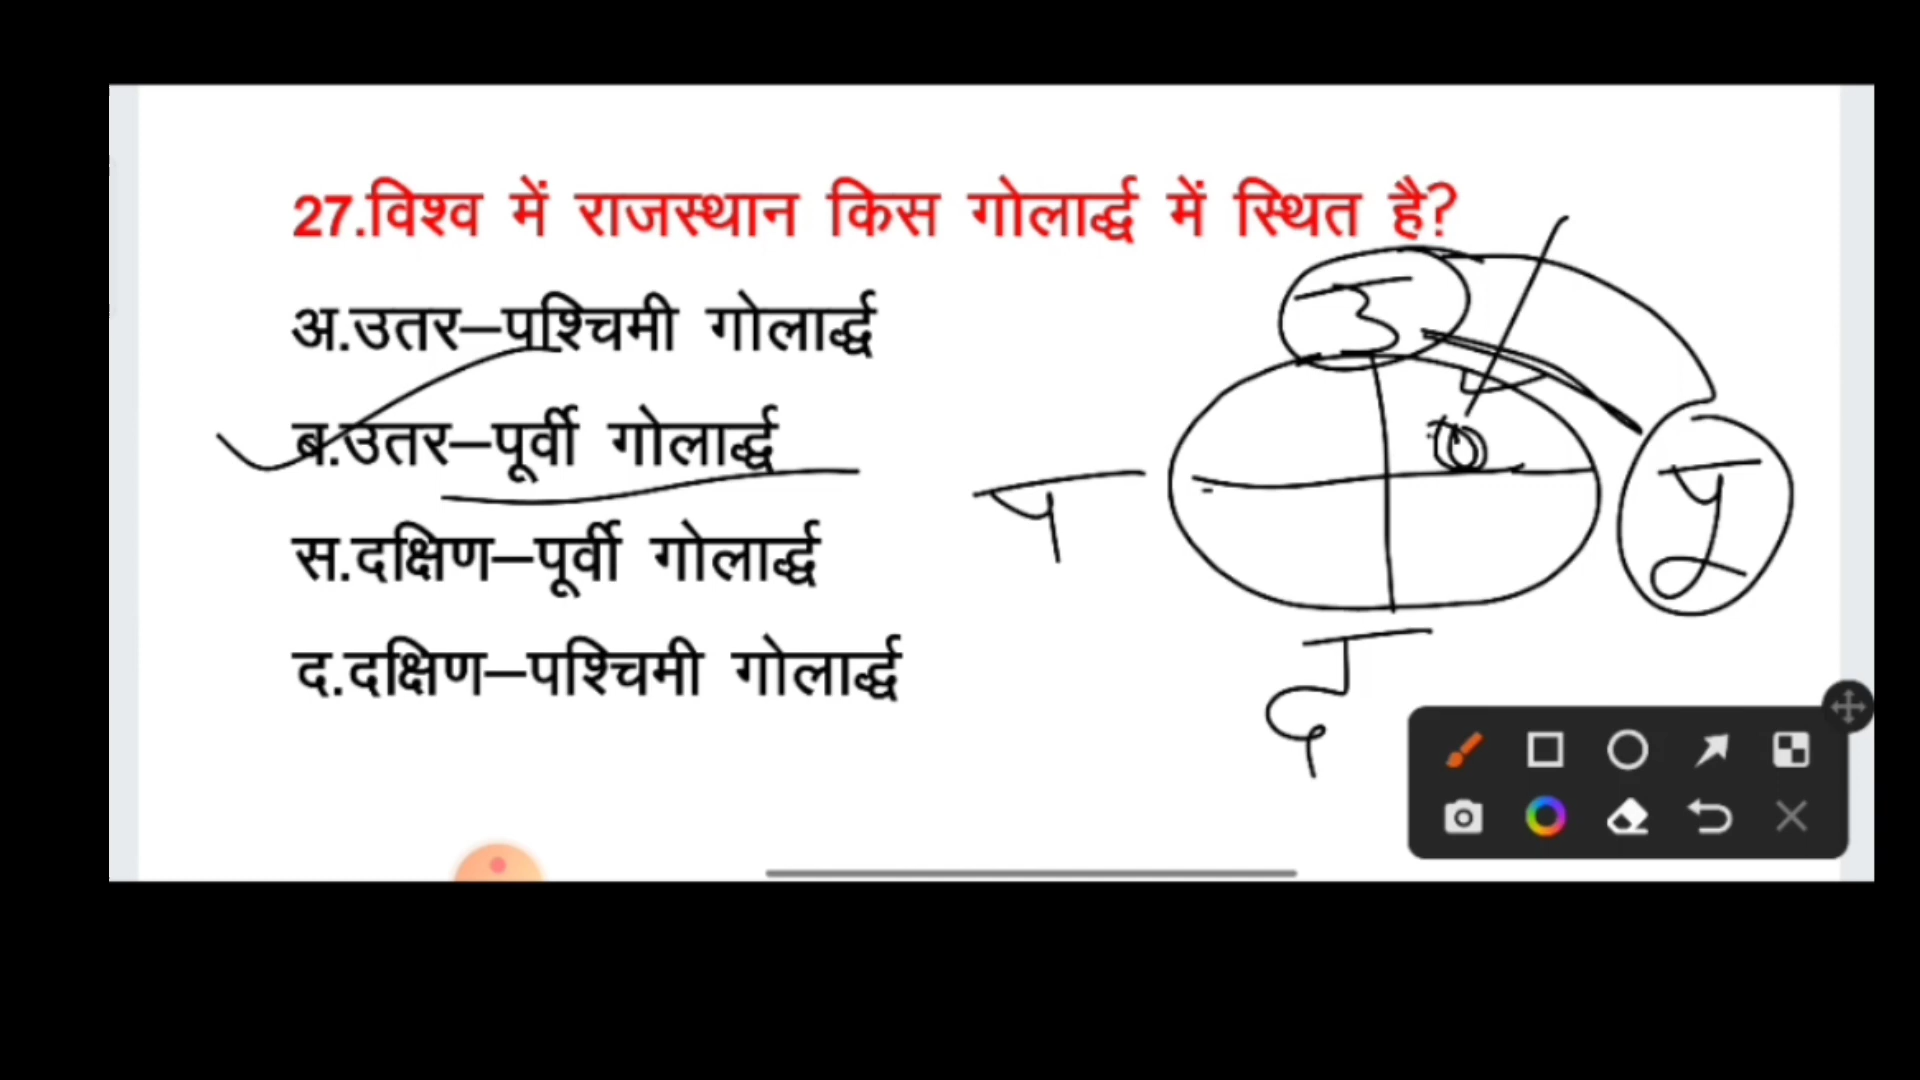 27.विश्व में राजस्थान किस गोलार्द्ध में स्थित है?
अ.उतर–पश्चिमी गोलार्द्ध
ब.उतर–पूर्वी गोलार्द्ध
स.दक्षिण–पूर्वी गोलार्द्ध
द.दक्षिण–पश्चिमी गोलार्द्ध
उ
प
पू
द